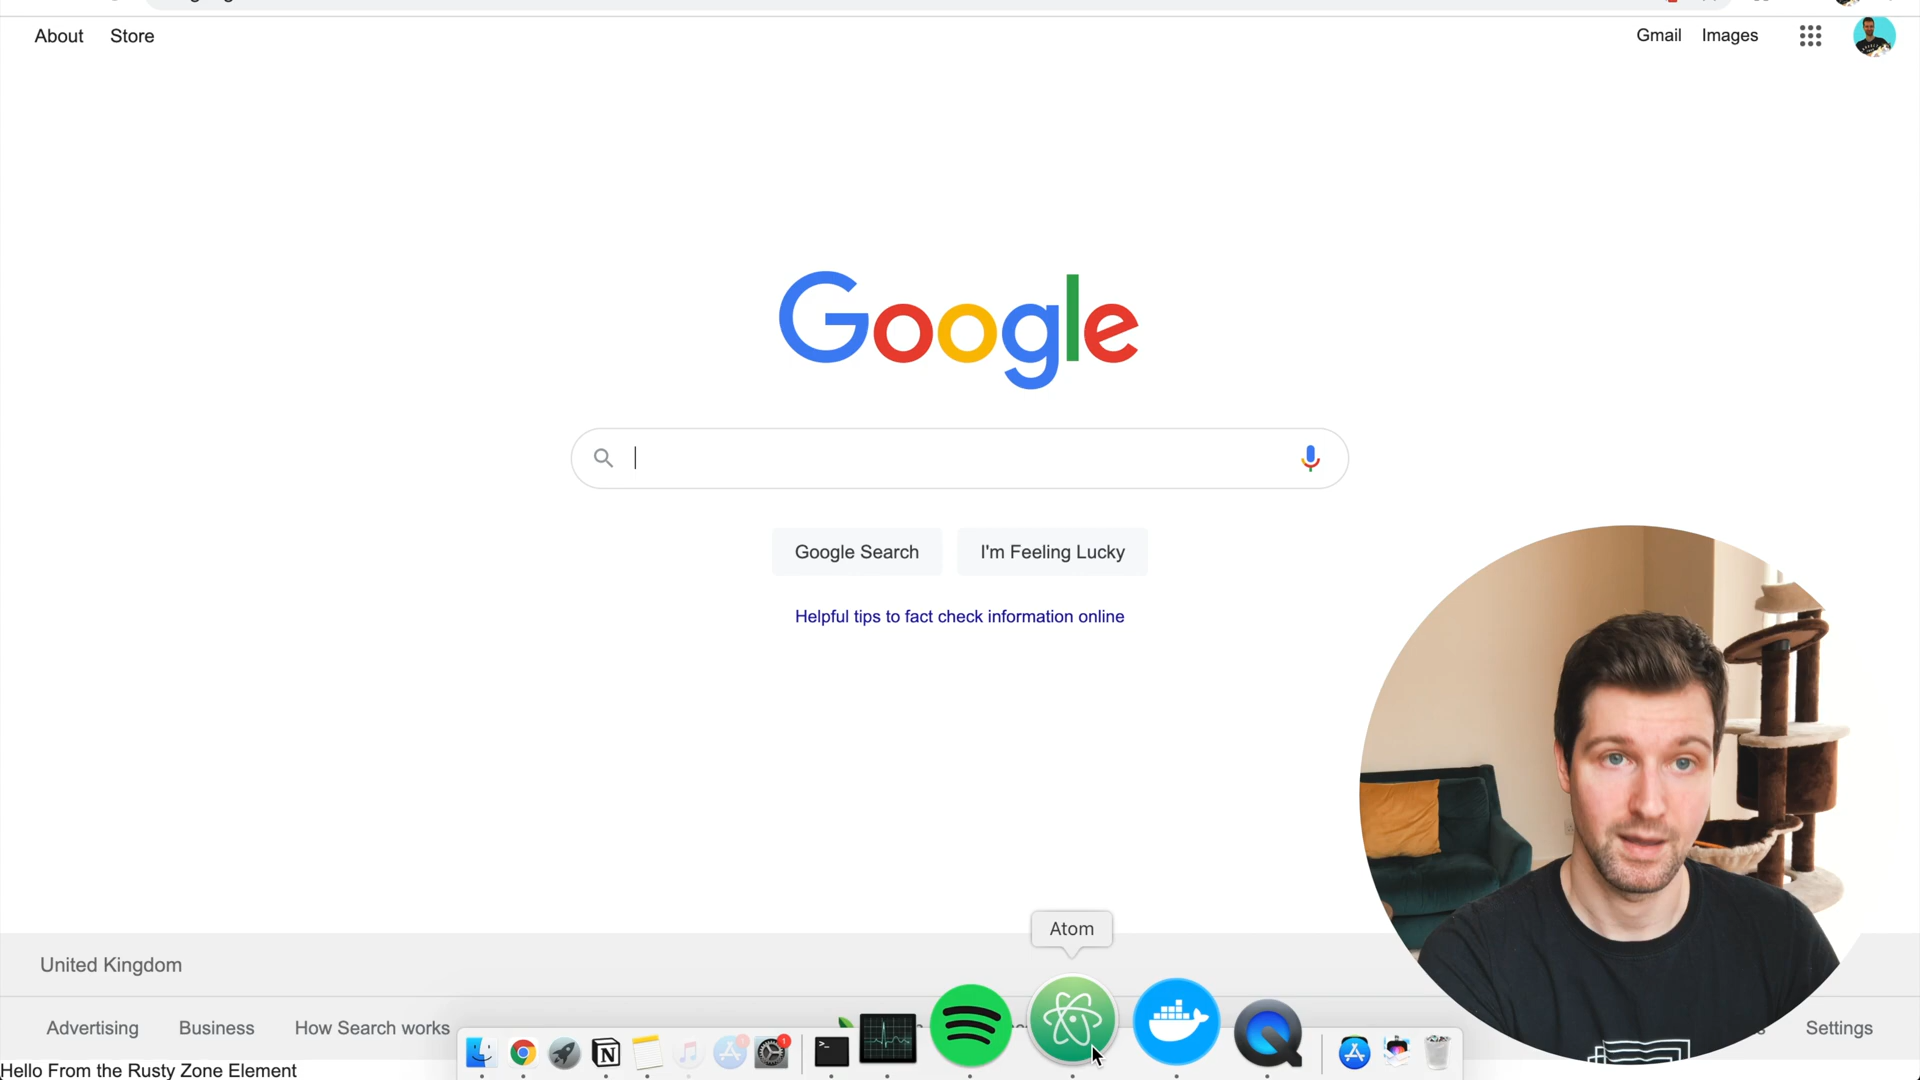 About Store Gmail Images
Google
Google Search I'm Feeling Lucky
Helpful tips to fact check information online
Atom
United Kingdom
Advertising Business How Search works Settings
Hello From the Rusty Zone Element